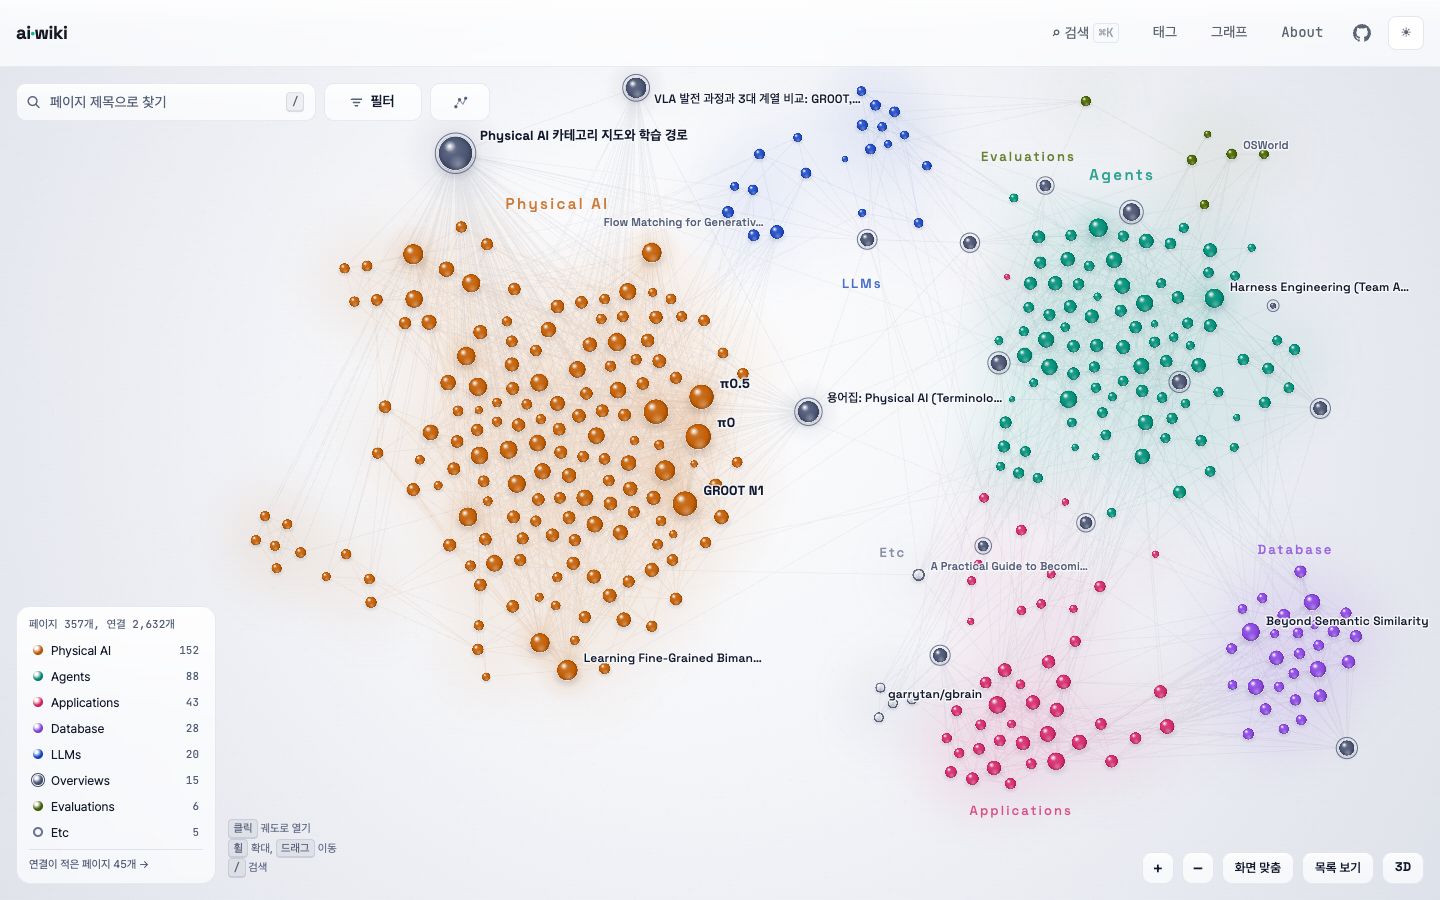 ai·wiki
검색 ⌘K
태그
그래프
About
페이지 제목으로 찾기 /
필터
VLA 발전 과정과 3대 계열 비교: GR00T,...
Physical AI 카테고리 지도와 학습 경로
Physical AI
Flow Matching for Generativ...
LLMs
Evaluations
Agents
OSWorld
Harness Engineering (Team A...
π0.5
π0
용어집: Physical AI (Terminolo...
GR00T N1
Etc
A Practical Guide to Becomi...
Database
Beyond Semantic Similarity
Learning Fine-Grained Biman...
garrytan/gbrain
Applications
페이지 357개, 연결 2,632개
Physical AI 152
Agents 88
Applications 43
Database 28
LLMs 20
Overviews 15
Evaluations 6
Etc 5
연결이 적은 페이지 45개 →
클릭 궤도로 열기
휠 확대, 드래그 이동
/ 검색
+
−
화면 맞춤
목록 보기
3D